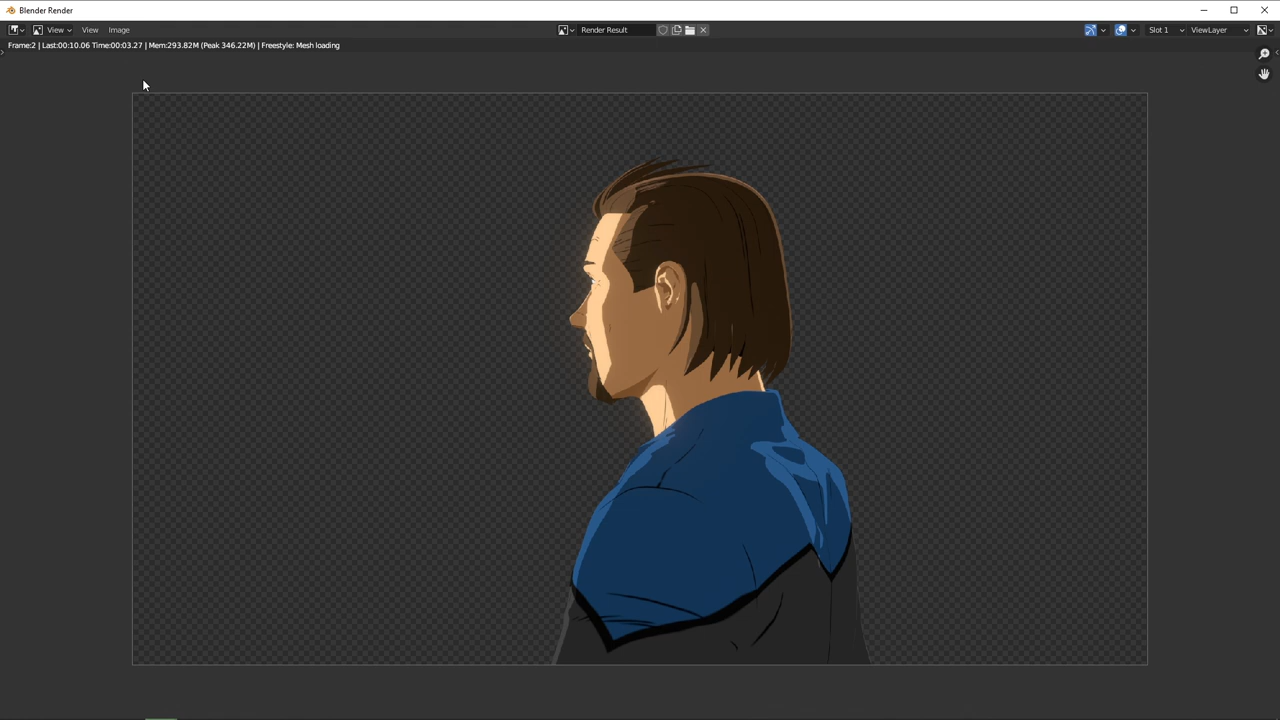 Blender Render
View View Image Render Result Slot 1 ViewLayer
Frame:2 | Last:00:10.06 Time:00:03.27 | Mem:293.82M (Peak 346.22M) | Freestyle: Mesh loading